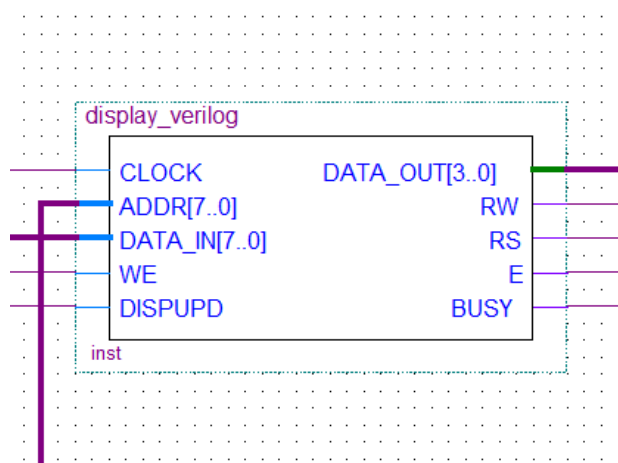 display_verilog
CLOCK DATA_OUT[3..0]
ADDR[7..0] RW
DATA_IN[7..0] RS
WE E
DISPUPD BUSY
inst